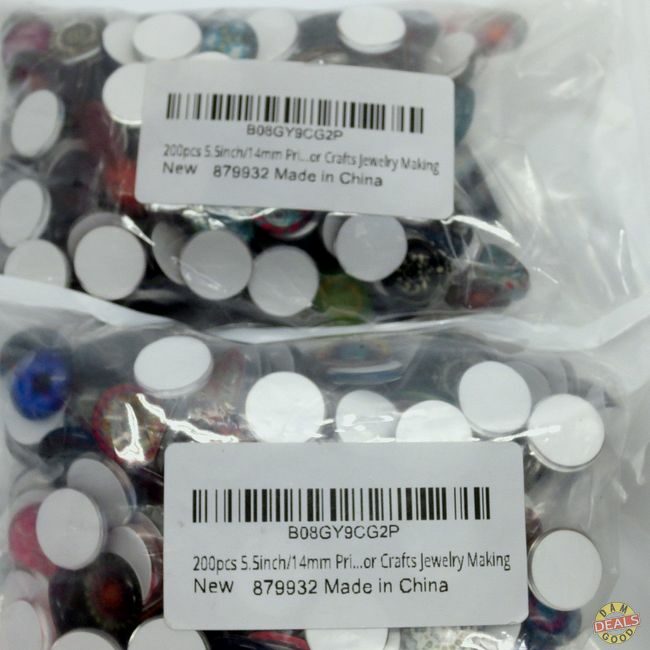 B08GY9CG2P
200pcs 5.5inch/14mm Pri...or Crafts Jewelry Making
New 879932 Made in China
B08GY9CG2P
200pcs 5.5inch/14mm Pri...or Crafts Jewelry Making
New 879932 Made in China
DAM
DEALS
GOOD